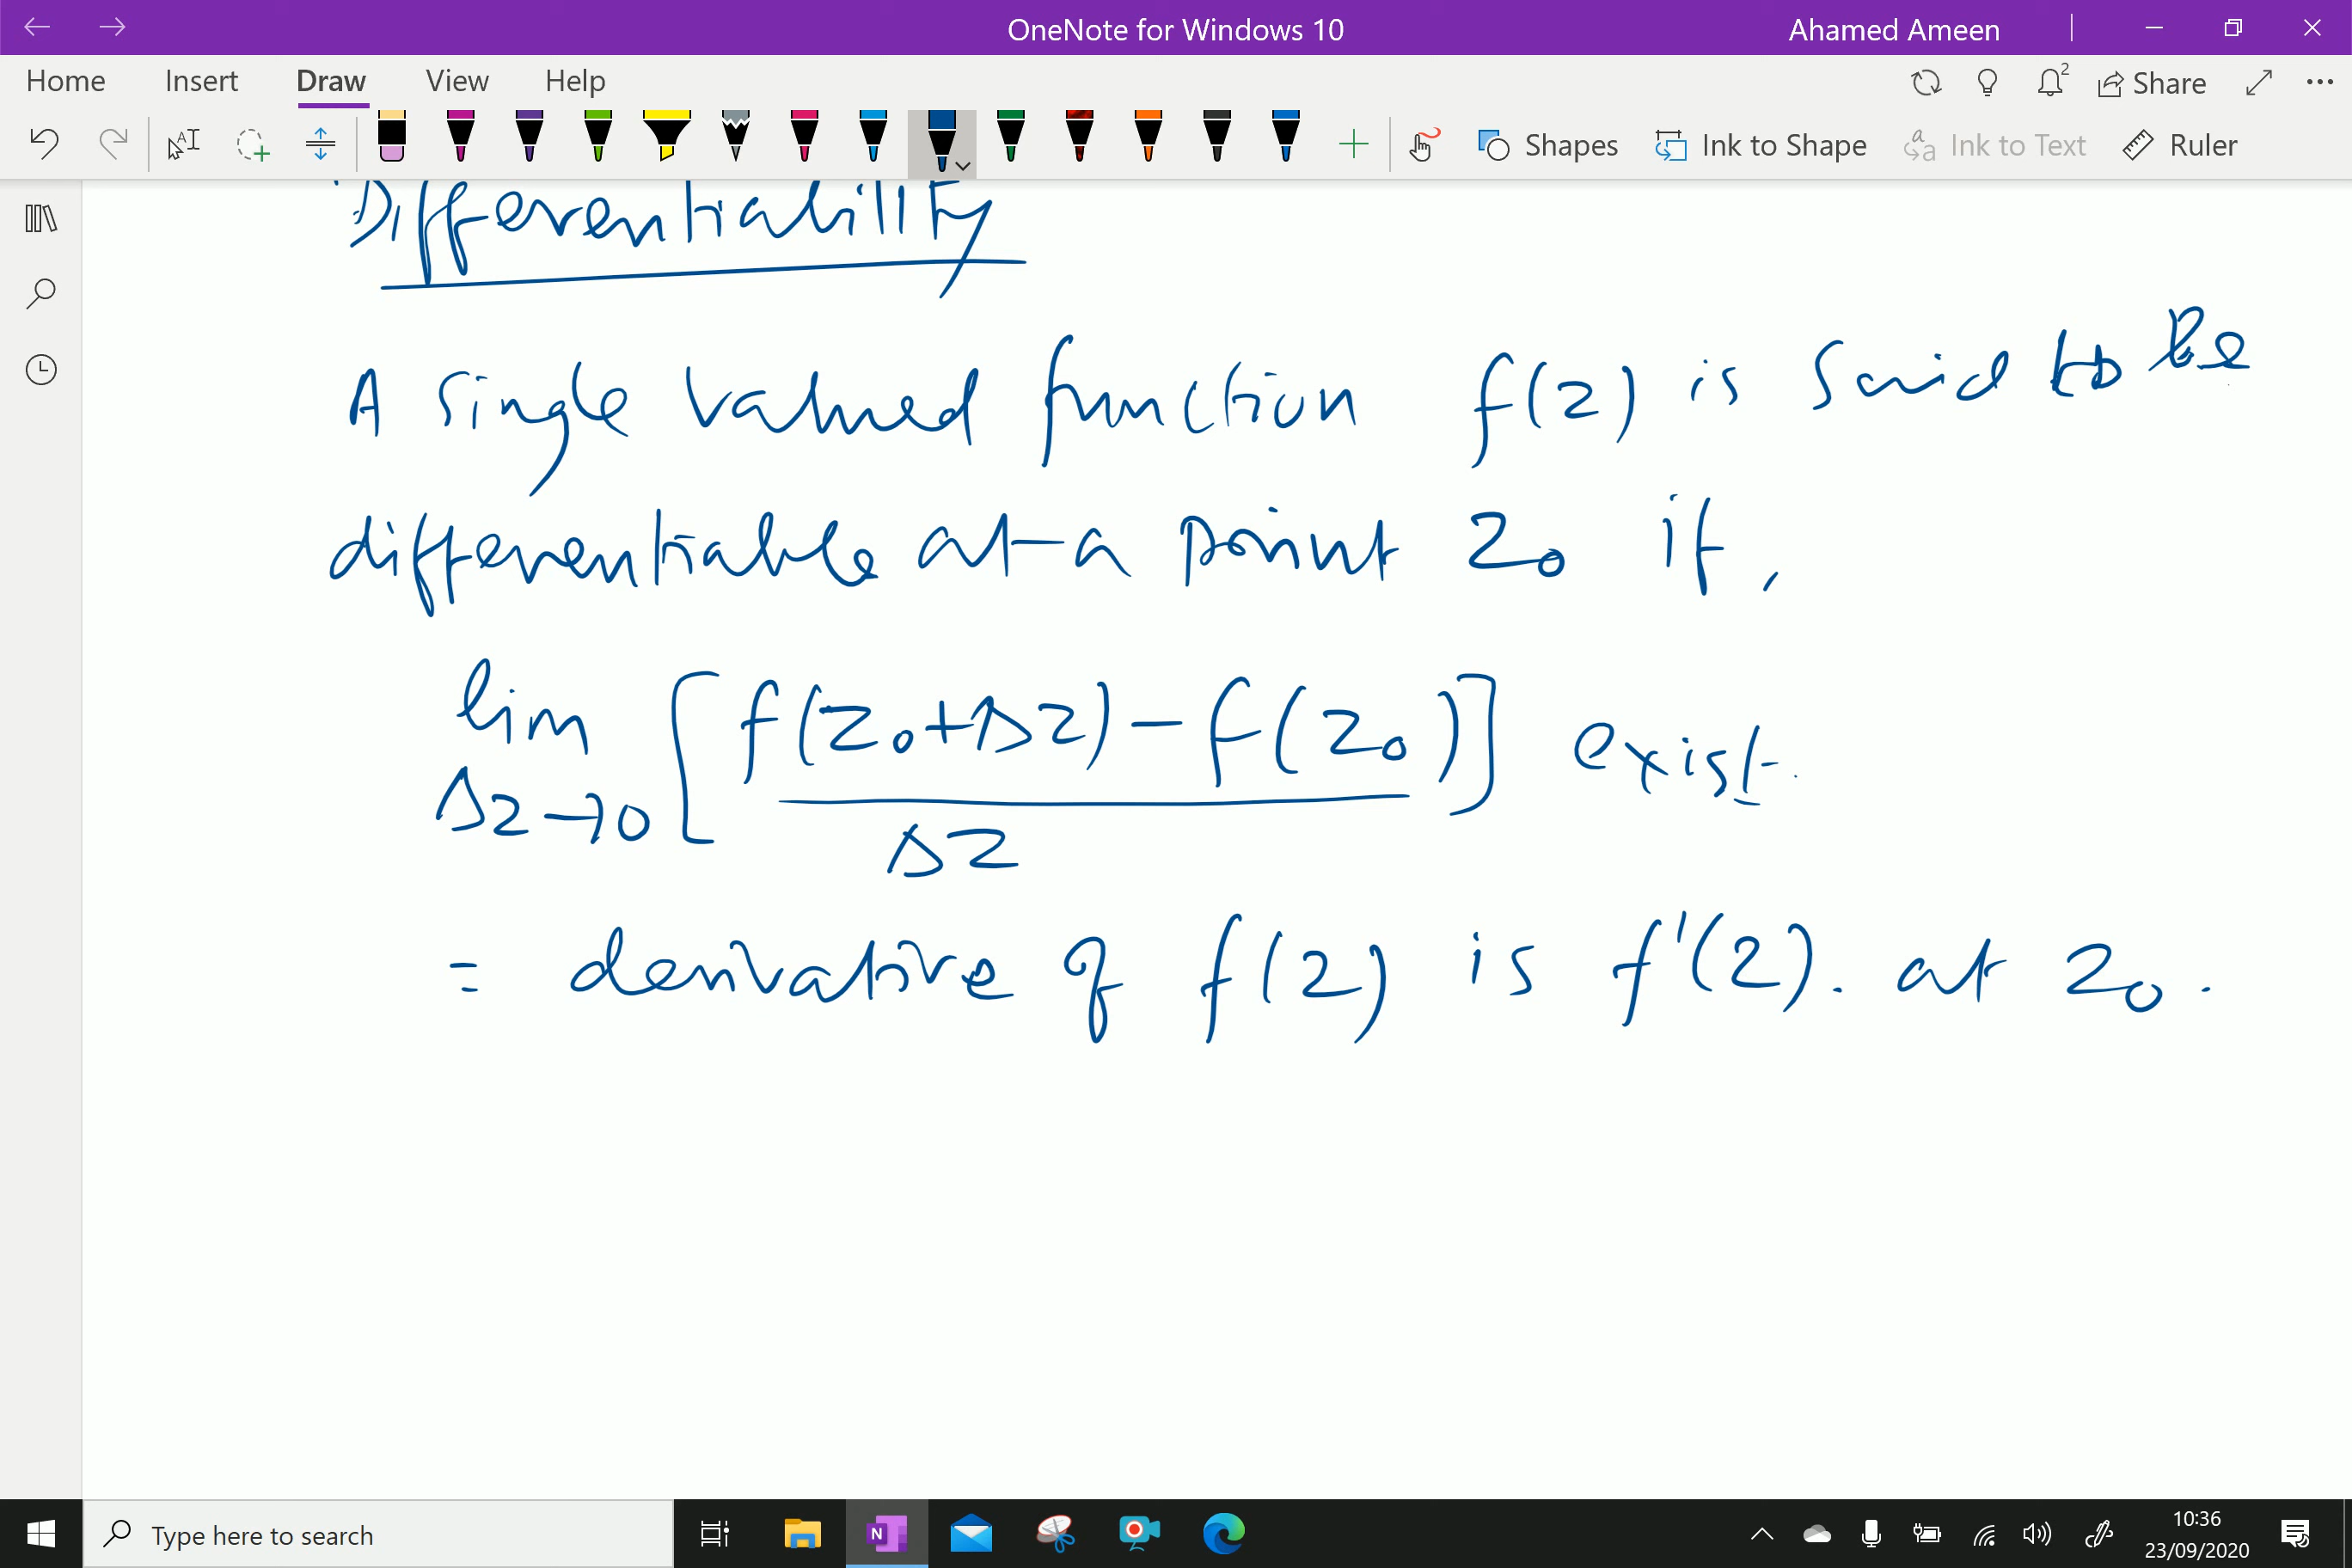 OneNote for Windows 10 Ahamed Ameen
Home Insert Draw View Help 2 Share
Shapes Ink to Shape Ink to Text Ruler
Differentiability
A single valued function f(z) is said to be
differentiable at a point z₀ if,
lim Δz→0 [f(z₀+Δz)-f(z₀) / Δz] exist.
= derivative of f(z) is f'(z). at z₀.
Type here to search
10:36
23/09/2020